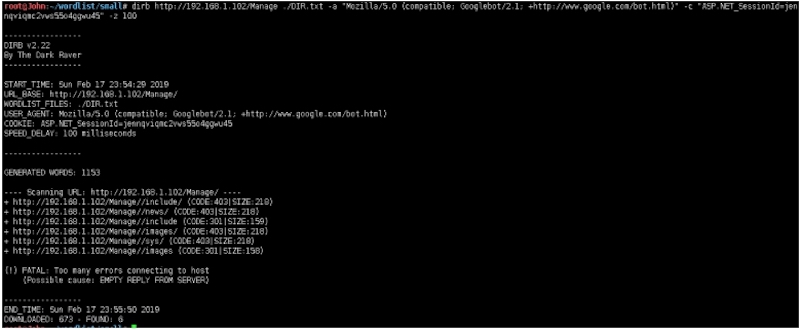 root@John:~/wordlist/small# dirb http://192.168.1.102/Manage ./DIR.txt -a "Mozilla/5.0 (compatible; Googlebot/2.1; +http://www.google.com/bot.html)" -c "ASP.NET_SessionId=jen
nqviqmc2vws55o4ggwu45" -z 100
-----------------
DIRB v2.22
By The Dark Raver
-----------------
START_TIME: Sun Feb 17 23:54:29 2019
URL_BASE: http://192.168.1.102/Manage/
WORDLIST_FILES: ./DIR.txt
USER_AGENT: Mozilla/5.0 (compatible; Googlebot/2.1; +http://www.google.com/bot.html)
COOKIE: ASP.NET_SessionId=jennqviqmc2vws55o4ggwu45
SPEED_DELAY: 100 milliseconds
-----------------
GENERATED WORDS: 1153
---- Scanning URL: http://192.168.1.102/Manage/ ----
+ http://192.168.1.102/Manage//include/ (CODE:403|SIZE:218)
+ http://192.168.1.102/Manage//news/ (CODE:403|SIZE:218)
+ http://192.168.1.102/Manage//include (CODE:301|SIZE:159)
+ http://192.168.1.102/Manage//images/ (CODE:403|SIZE:218)
+ http://192.168.1.102/Manage//sys/ (CODE:403|SIZE:218)
+ http://192.168.1.102/Manage//images (CODE:301|SIZE:158)
(!) FATAL: Too many errors connecting to host
(Possible cause: EMPTY REPLY FROM SERVER)
-----------------
END_TIME: Sun Feb 17 23:55:50 2019
DOWNLOADED: 673 - FOUND: 6
root@John:~/wordlist/small#